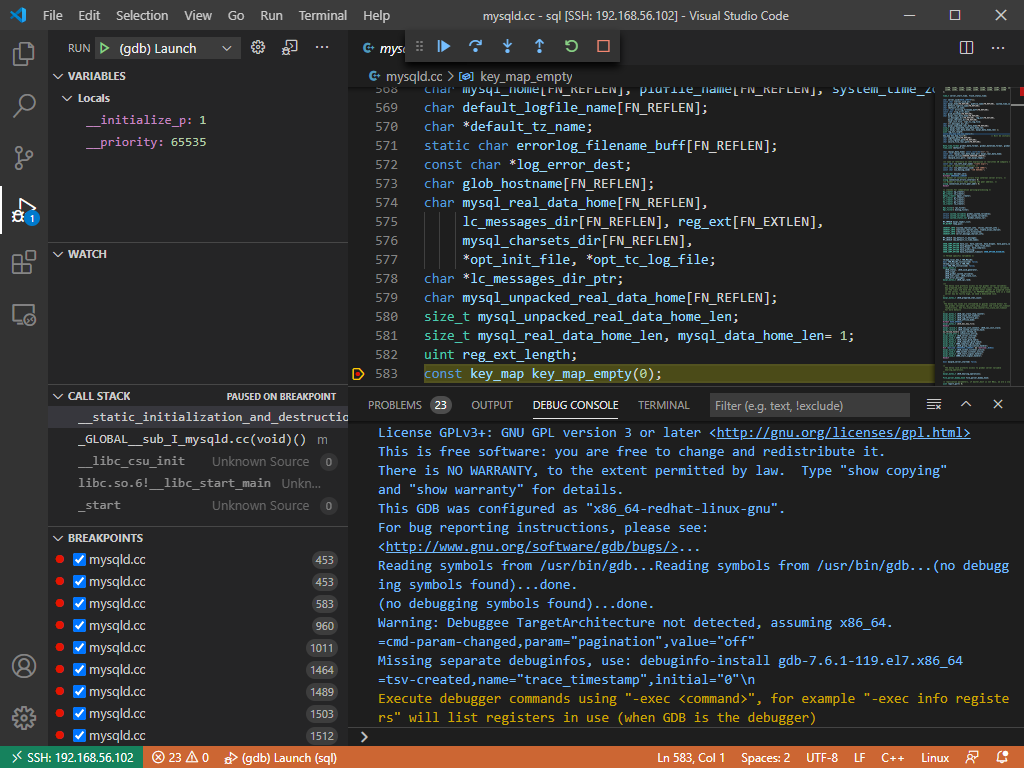 File Edit Selection View Go Run Terminal Help mysqld.cc - sql [SSH: 192.168.56.102] - Visual Studio Code
RUN (gdb) Launch
VARIABLES
Locals
__initialize_p: 1
__priority: 65535
WATCH
CALL STACK PAUSED ON BREAKPOINT
__static_initialization_and_destructio
_GLOBAL__sub_I_mysqld.cc(void)() m
__libc_csu_init Unknown Source 0
libc.so.6!__libc_start_main Unkn...
_start Unknown Source 0
BREAKPOINTS
mysqld.cc 453
mysqld.cc 453
mysqld.cc 583
mysqld.cc 960
mysqld.cc 1011
mysqld.cc 1464
mysqld.cc 1489
mysqld.cc 1503
mysqld.cc 1512
1
mysqld.cc > key_map_empty
568 char mysql_home[FN_REFLEN], pidfile_name[FN_REFLEN], system_time_zo
569 char default_logfile_name[FN_REFLEN];
570 char *default_tz_name;
571 static char errorlog_filename_buff[FN_REFLEN];
572 const char *log_error_dest;
573 char glob_hostname[FN_REFLEN];
574 char mysql_real_data_home[FN_REFLEN],
575 lc_messages_dir[FN_REFLEN], reg_ext[FN_EXTLEN],
576 mysql_charsets_dir[FN_REFLEN],
577 *opt_init_file, *opt_tc_log_file;
578 char *lc_messages_dir_ptr;
579 char mysql_unpacked_real_data_home[FN_REFLEN];
580 size_t mysql_unpacked_real_data_home_len;
581 size_t mysql_real_data_home_len, mysql_data_home_len= 1;
582 uint reg_ext_length;
583 const key_map key_map_empty(0);
PROBLEMS 23 OUTPUT DEBUG CONSOLE TERMINAL Filter (e.g. text, !exclude)
License GPLv3+: GNU GPL version 3 or later <http://gnu.org/licenses/gpl.html>
This is free software: you are free to change and redistribute it.
There is NO WARRANTY, to the extent permitted by law.  Type "show copying"
and "show warranty" for details.
This GDB was configured as "x86_64-redhat-linux-gnu".
For bug reporting instructions, please see:
<http://www.gnu.org/software/gdb/bugs/>...
Reading symbols from /usr/bin/gdb...Reading symbols from /usr/bin/gdb...(no debugg
ing symbols found)...done.
(no debugging symbols found)...done.
Warning: Debuggee TargetArchitecture not detected, assuming x86_64.
=cmd-param-changed,param="pagination",value="off"
Missing separate debuginfos, use: debuginfo-install gdb-7.6.1-119.el7.x86_64
=tsv-created,name="trace_timestamp",initial="0"\n
Execute debugger commands using "-exec <command>", for example "-exec info registe
rs" will list registers in use (when GDB is the debugger)
SSH: 192.168.56.102 23 0 (gdb) Launch (sql) Ln 583, Col 1 Spaces: 2 UTF-8 LF C++ Linux